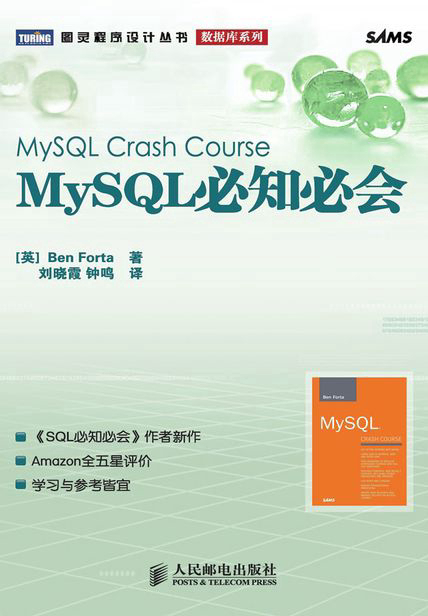 TURING 图灵程序设计丛书 数据库系列 SAMS
MySQL Crash Course
MySQL必知必会
[英] Ben Forta 著
刘晓霞 钟鸣 译
Ben Forta
MySQL
CRASH COURSE
《SQL必知必会》作者新作
Amazon全五星评价
学习与参考皆宜
人民邮电出版社
POSTS & TELECOM PRESS